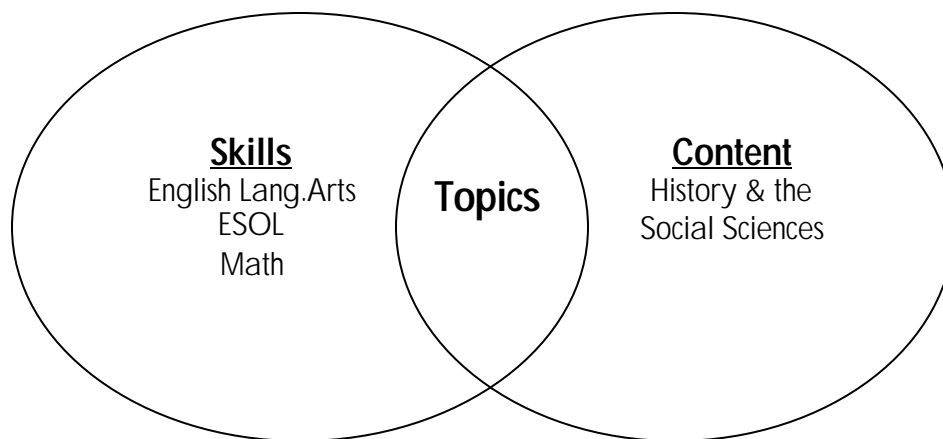 Skills
English Lang.Arts
ESOL
Math
Topics
Content
History & the
Social Sciences